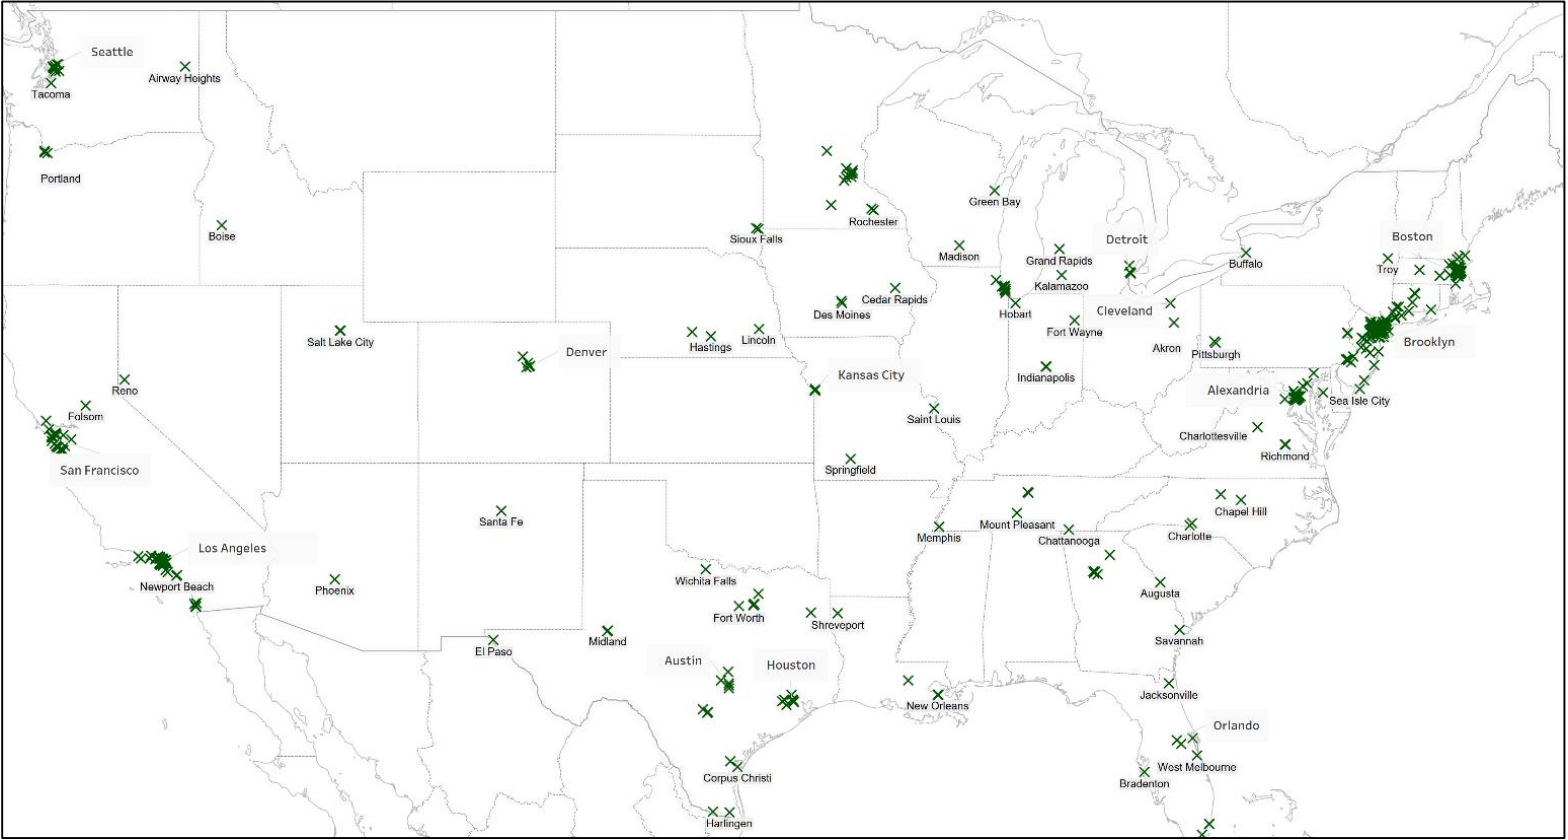 Seattle
Airway Heights
Tacoma
Portland
Boise
Green Bay
Rochester
Sioux Falls
Madison
Grand Rapids
Detroit
Buffalo
Boston
Troy
Kalamazoo
Cedar Rapids
Des Moines
Hobart
Cleveland
Fort Wayne
Akron
Pittsburgh
Brooklyn
Salt Lake City
Denver
Hastings
Lincoln
Kansas City
Indianapolis
Alexandria
Sea Isle City
Reno
Folsom
San Francisco
Saint Louis
Charlottesville
Richmond
Springfield
Santa Fe
Mount Pleasant
Chapel Hill
Memphis
Chattanooga
Charlotte
Los Angeles
Newport Beach
Phoenix
Wichita Falls
Fort Worth
Shreveport
Augusta
El Paso
Midland
Savannah
Austin
Houston
New Orleans
Jacksonville
Orlando
West Melbourne
Bradenton
Corpus Christi
Harlingen